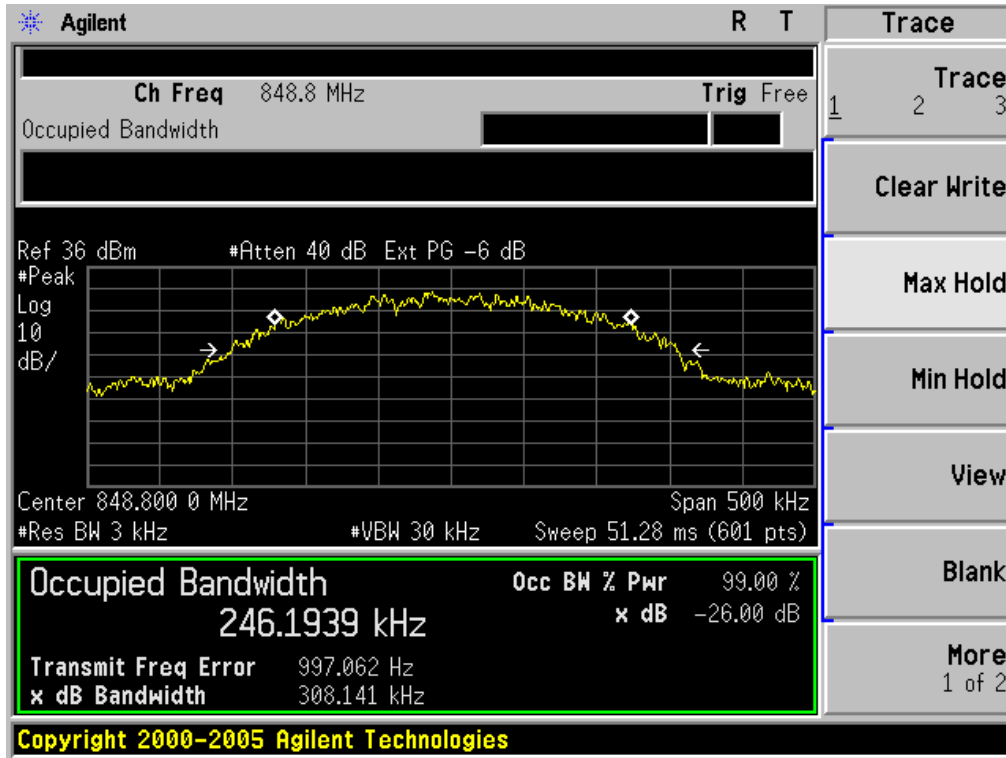 Agilent R T Trace
Ch Freq 848.8 MHz Trig Free
Occupied Bandwidth
Trace
1 2 3
Clear Write
Max Hold
Min Hold
View
Blank
More
1 of 2
Ref 36 dBm #Atten 40 dB Ext PG -6 dB
#Peak
Log
10
dB/
Center 848.800 0 MHz Span 500 kHz
#Res BW 3 kHz #VBW 30 kHz Sweep 51.28 ms (601 pts)
Occupied Bandwidth Occ BW % Pwr 99.00 %
246.1939 kHz x dB -26.00 dB
Transmit Freq Error 997.062 Hz
x dB Bandwidth 308.141 kHz
Copyright 2000-2005 Agilent Technologies